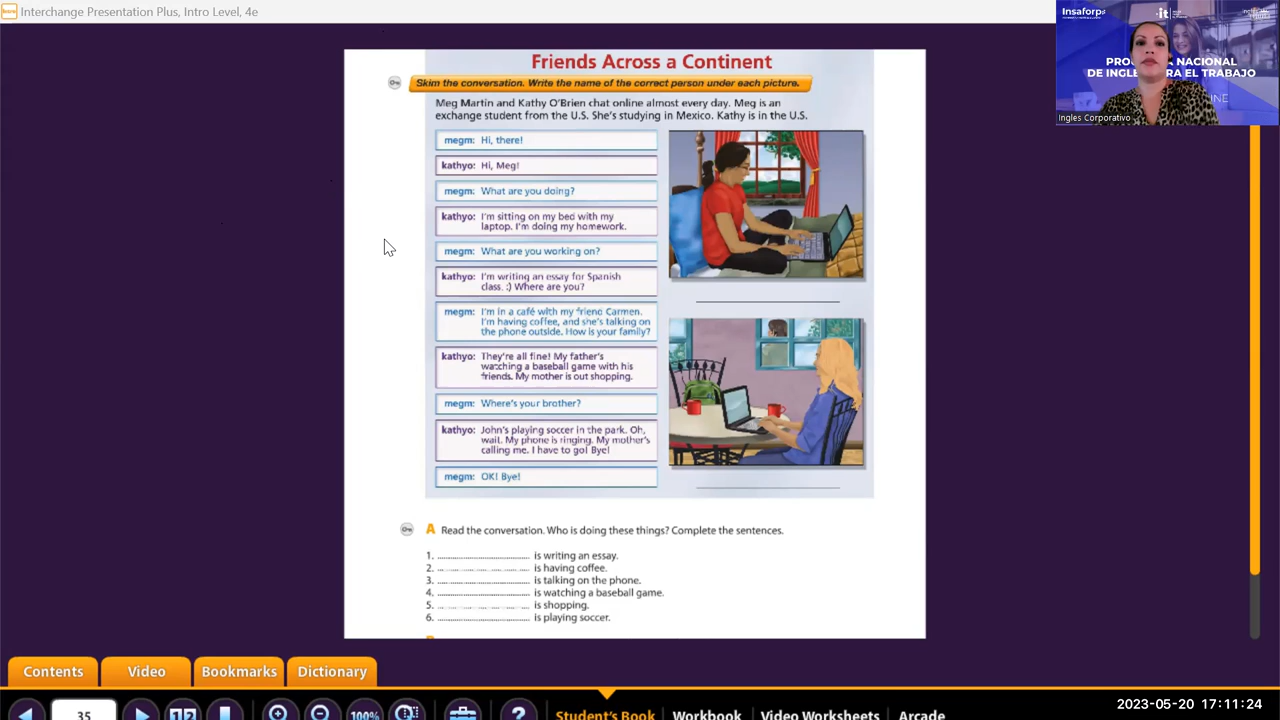 Interchange Presentation Plus, Intro Level, 4e
Insaforp
it
DE INGLÉ
RA EL TRABAJO
Ingles Corporativo
Friends Across a Continent
Skim the conversation. Write the name of the correct person under each picture.
Meg Martin and Kathy O'Brien chat online almost every day. Meg is an
exchange student from the U.S. She's studying in Mexico. Kathy is in the U.S.
megm: Hi, there!
kathyo: Hi, Meg!
megm: What are you doing?
kathyo: I'm sitting on my bed with my
laptop. I'm doing my homework.
megm: What are you working on?
kathyo: I'm writing an essay for Spanish
class. :) Where are you?
megm: I'm in a café with my friend Carmen.
I'm having coffee, and she's talking on
the phone outside. How is your family?
kathyo: They're all fine! My father's
watching a baseball game with his
friends. My mother is out shopping.
megm: Where's your brother?
kathyo: John's playing soccer in the park. Oh,
wait. My phone is ringing. My mother's
calling me. I have to go! Bye!
megm: OK! Bye!
A Read the conversation. Who is doing these things? Complete the sentences.
1. .............................. is writing an essay.
2. .............................. is having coffee.
3. .............................. is talking on the phone.
4. .............................. is watching a baseball game.
5. .............................. is shopping.
6. .............................. is playing soccer.
Contents Video Bookmarks Dictionary
35 1 2 100% ? Student's Book Workbook Video Worksheets Arcade
2023-05-20 17:11:24